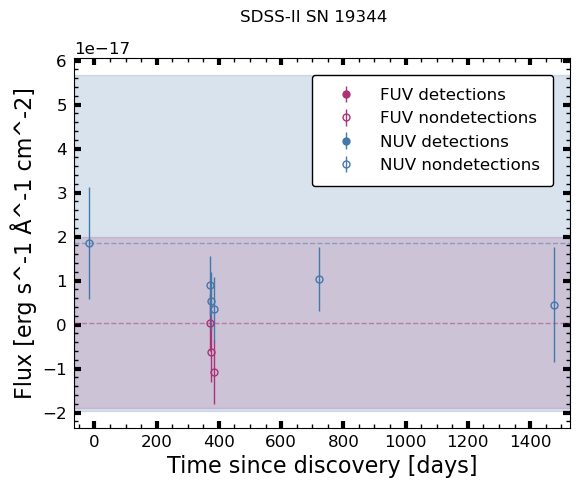 SDSS-II SN 19344
1e−17
6
5
4
3
2
1
0
−1
−2
FUV detections
FUV nondetections
NUV detections
NUV nondetections
0 200 400 600 800 1000 1200 1400
Time since discovery [days]
Flux [erg s^-1 Å^-1 cm^-2]